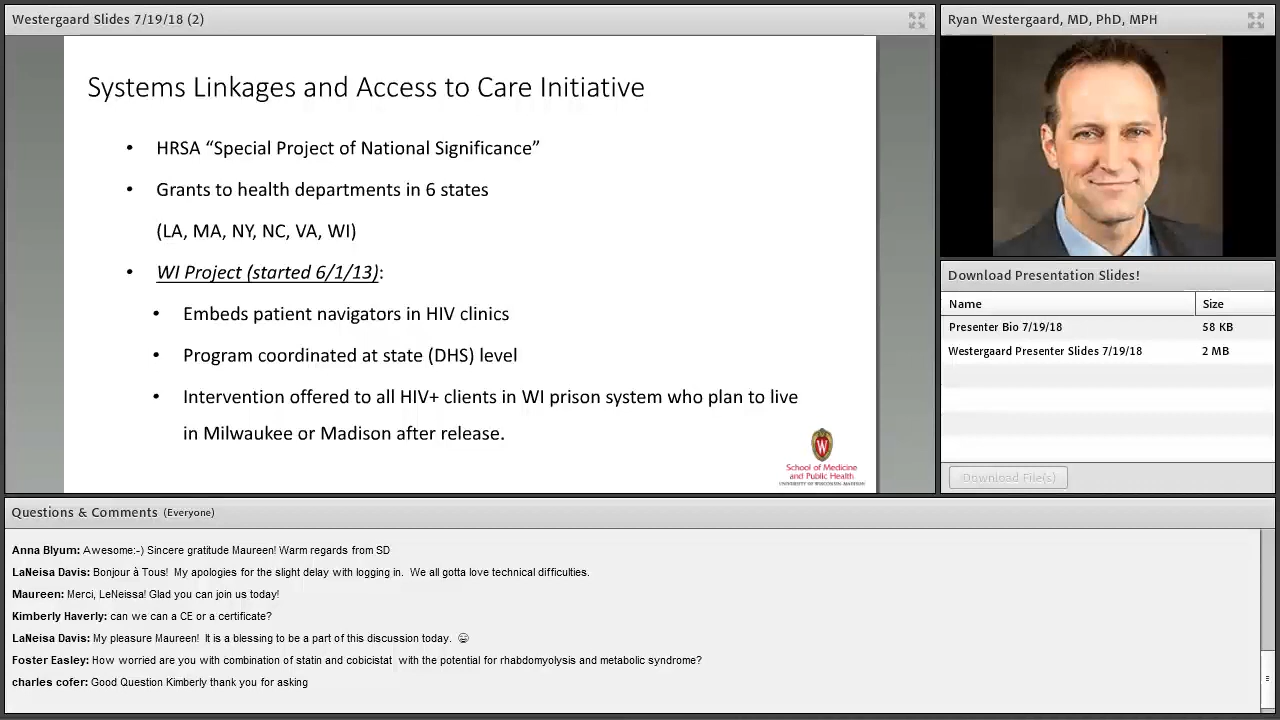 Westergaard Slides 7/19/18 (2)
Systems Linkages and Access to Care Initiative
• HRSA “Special Project of National Significance”
• Grants to health departments in 6 states
(LA, MA, NY, NC, VA, WI)
• WI Project (started 6/1/13):
• Embeds patient navigators in HIV clinics
• Program coordinated at state (DHS) level
• Intervention offered to all HIV+ clients in WI prison system who plan to live
in Milwaukee or Madison after release.
W
School of Medicine
and Public Health
UNIVERSITY OF WISCONSIN-MADISON
Ryan Westergaard, MD, PhD, MPH
Download Presentation Slides!
Name Size
Presenter Bio 7/19/18 58 KB
Westergaard Presenter Slides 7/19/18 2 MB
Download File(s)
Questions & Comments (Everyone)
Anna Blyum: Awesome:-) Sincere gratitude Maureen! Warm regards from SD
LaNeisa Davis: Bonjour à Tous! My apologies for the slight delay with logging in. We all gotta love technical difficulties.
Maureen: Merci, LeNeissa! Glad you can join us today!
Kimberly Haverly: can we can a CE or a certificate?
LaNeisa Davis: My pleasure Maureen! It is a blessing to be a part of this discussion today. 😄
Foster Easley: How worried are you with combination of statin and cobicistat with the potential for rhabdomyolysis and metabolic syndrome?
charles cofer: Good Question Kimberly thank you for asking